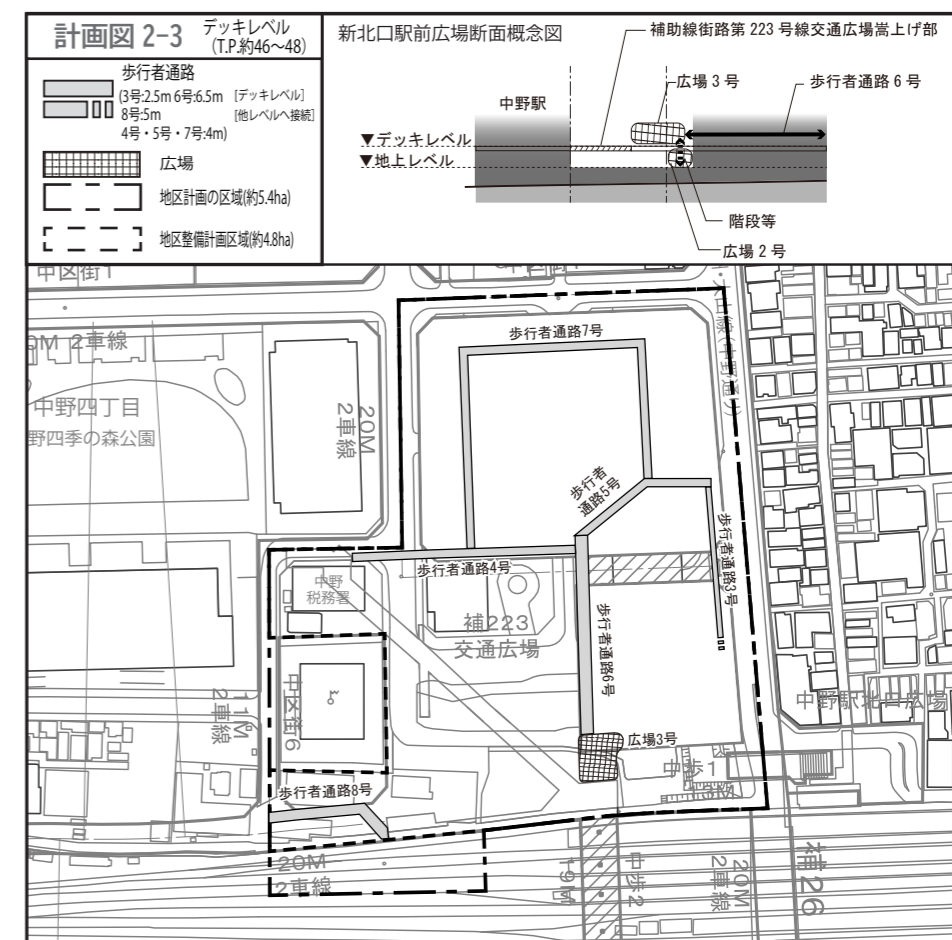 計画図 2-3
デッキレベル
(T.P.約46～48)
歩行者通路
(3号:2.5m 6号:6.5m [デッキレベル]
8号:5m [他レベルへ接続]
4号・5号・7号:4m)
広場
地区計画の区域(約5.4ha)
地区整備計画区域(約4.8ha)
新北口駅前広場断面概念図
補助線街路第 223 号線交通広場嵩上げ部
広場 3 号
歩行者通路 6 号
中野駅
▼デッキレベル
▼地上レベル
階段等
広場 2 号
中区街1
2車線
中野四丁目
野四季の森公園
20M
2車線
歩行者通路7号
(中野通り)
歩行者
通路5号
歩行者通路3号
歩行者通路4号
中野
税務署
補223
交通広場
歩行者通路6号
中区街6
11M
2車線
広場3号
中歩1
中野駅北口広場
歩行者通路8号
20M
2車線
19M
中歩2
20M
2車線
補26